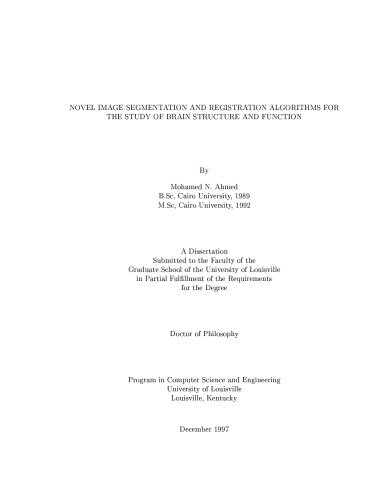 NOVEL IMAGE SEGMENTATION AND REGISTRATION ALGORITHMS FOR
THE STUDY OF BRAIN STRUCTURE AND FUNCTION
By
Mohamed N. Ahmed
B.Sc, Cairo University, 1989
M.Sc, Cairo University, 1992
A Dissertation
Submitted to the Faculty of the
Graduate School of the University of Louisville
in Partial Fulfillment of the Requirements
for the Degree
Doctor of Philosophy
Program in Computer Science and Engineering
University of Louisville
Louisville, Kentucky
December 1997